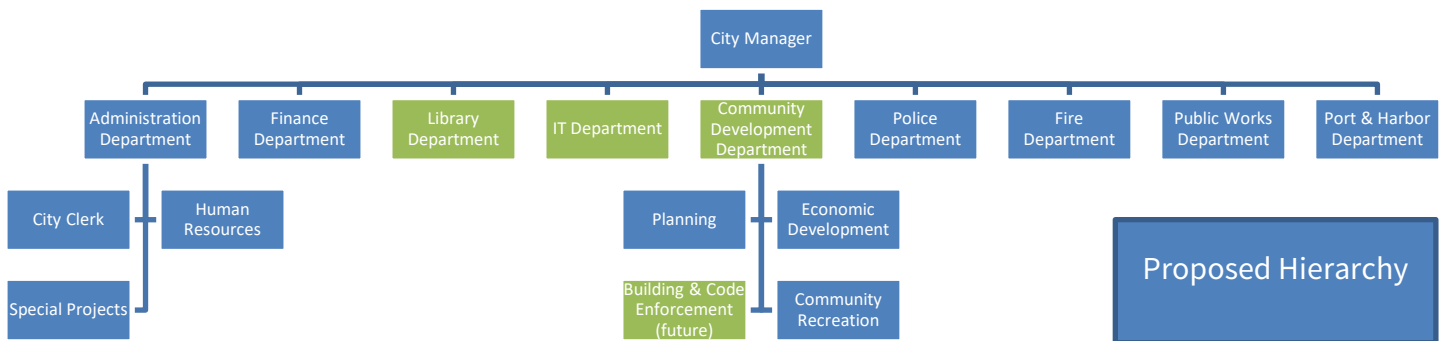 City Manager
Administration
Department
Finance
Department
Library
Department
IT Department
Community
Development
Department
Police
Department
Fire
Department
Public Works
Department
Port & Harbor
Department
City Clerk
Human
Resources
Planning
Economic
Development
Proposed Hierarchy
Special Projects
Building & Code
Enforcement
(future)
Community
Recreation